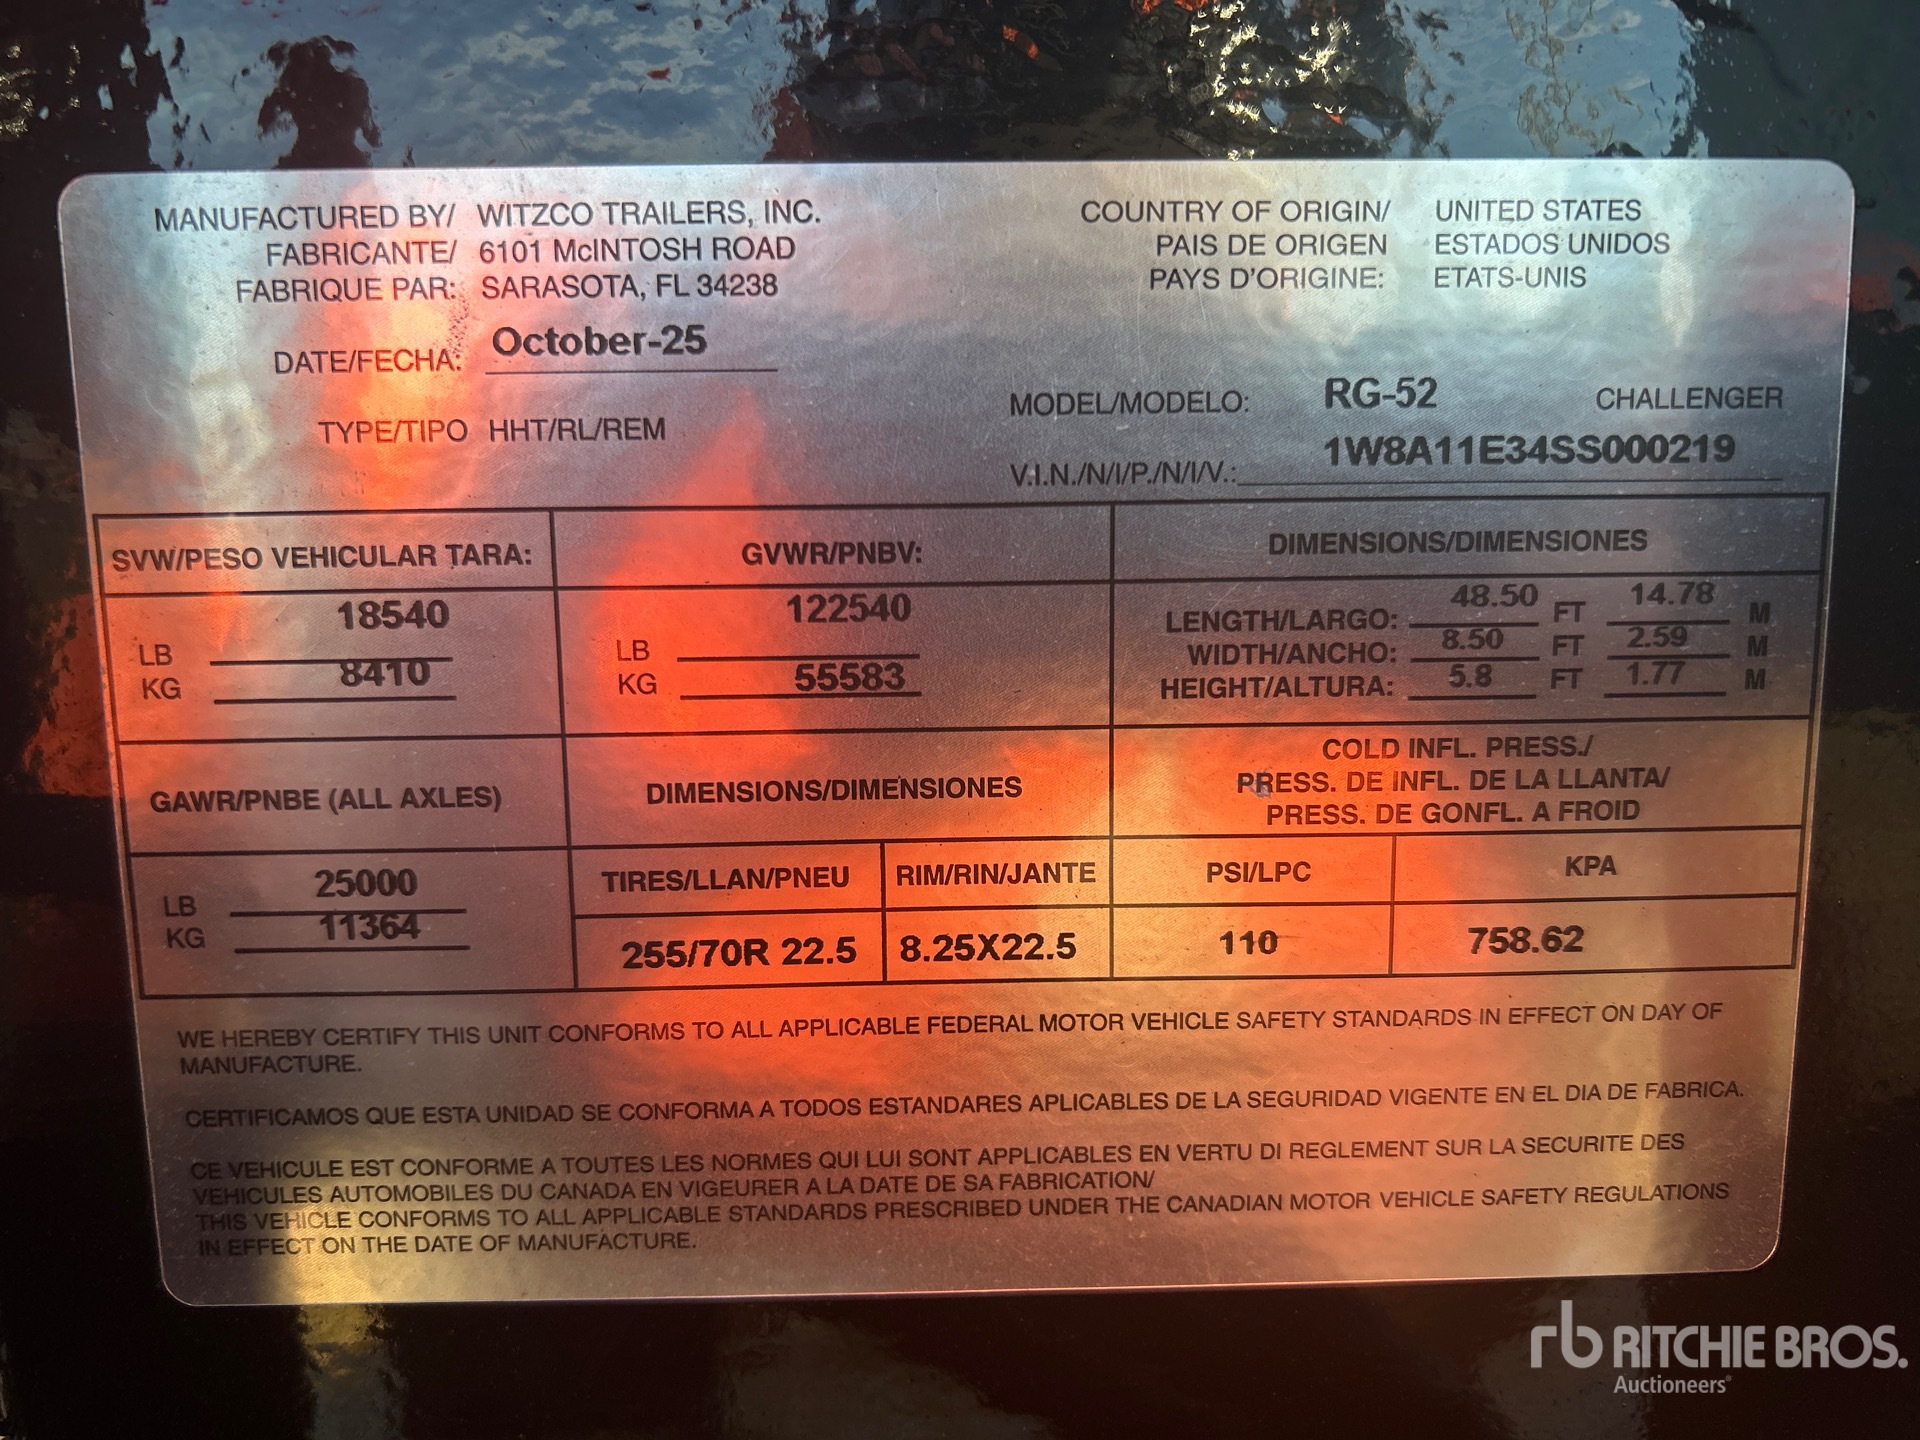 MANUFACTURED BY/ WITZCO TRAILERS, INC.
FABRICANTE/ 6101 McINTOSH ROAD
FABRIQUE PAR: SARASOTA, FL 34238
COUNTRY OF ORIGIN/ UNITED STATES
PAIS DE ORIGEN ESTADOS UNIDOS
PAYS D'ORIGINE: ETATS-UNIS
DATE/FECHA: October-25
TYPE/TIPO HHT/RL/REM
MODEL/MODELO: RG-52 CHALLENGER
V.I.N./N/I/P./N/I/V.: 1W8A11E34SS000219
SVW/PESO VEHICULAR TARA:
LB 18540
KG 8410
GVWR/PNBV:
LB 122540
KG 55583
DIMENSIONS/DIMENSIONES
LENGTH/LARGO: 48.50 FT 14.78 M
WIDTH/ANCHO: 8.50 FT 2.59 M
HEIGHT/ALTURA: 5.8 FT 1.77 M
GAWR/PNBE (ALL AXLES)
LB 25000
KG 11364
DIMENSIONS/DIMENSIONES
TIRES/LLAN/PNEU RIM/RIN/JANTE
255/70R 22.5 8.25X22.5
COLD INFL. PRESS./
PRESS. DE INFL. DE LA LLANTA/
PRESS. DE GONFL. A FROID
PSI/LPC KPA
110 758.62
WE HEREBY CERTIFY THIS UNIT CONFORMS TO ALL APPLICABLE FEDERAL MOTOR VEHICLE SAFETY STANDARDS IN EFFECT ON DAY OF
MANUFACTURE.
CERTIFICAMOS QUE ESTA UNIDAD SE CONFORMA A TODOS ESTANDARES APLICABLES DE LA SEGURIDAD VIGENTE EN EL DIA DE FABRICA.
CE VEHICULE EST CONFORME A TOUTES LES NORMES QUI LUI SONT APPLICABLES EN VERTU DI REGLEMENT SUR LA SECURITE DES
VEHICULES AUTOMOBILES DU CANADA EN VIGEURER A LA DATE DE SA FABRICATION/
THIS VEHICLE CONFORMS TO ALL APPLICABLE STANDARDS PRESCRIBED UNDER THE CANADIAN MOTOR VEHICLE SAFETY REGULATIONS
IN EFFECT ON THE DATE OF MANUFACTURE.
rb RITCHIE BROS.
Auctioneers